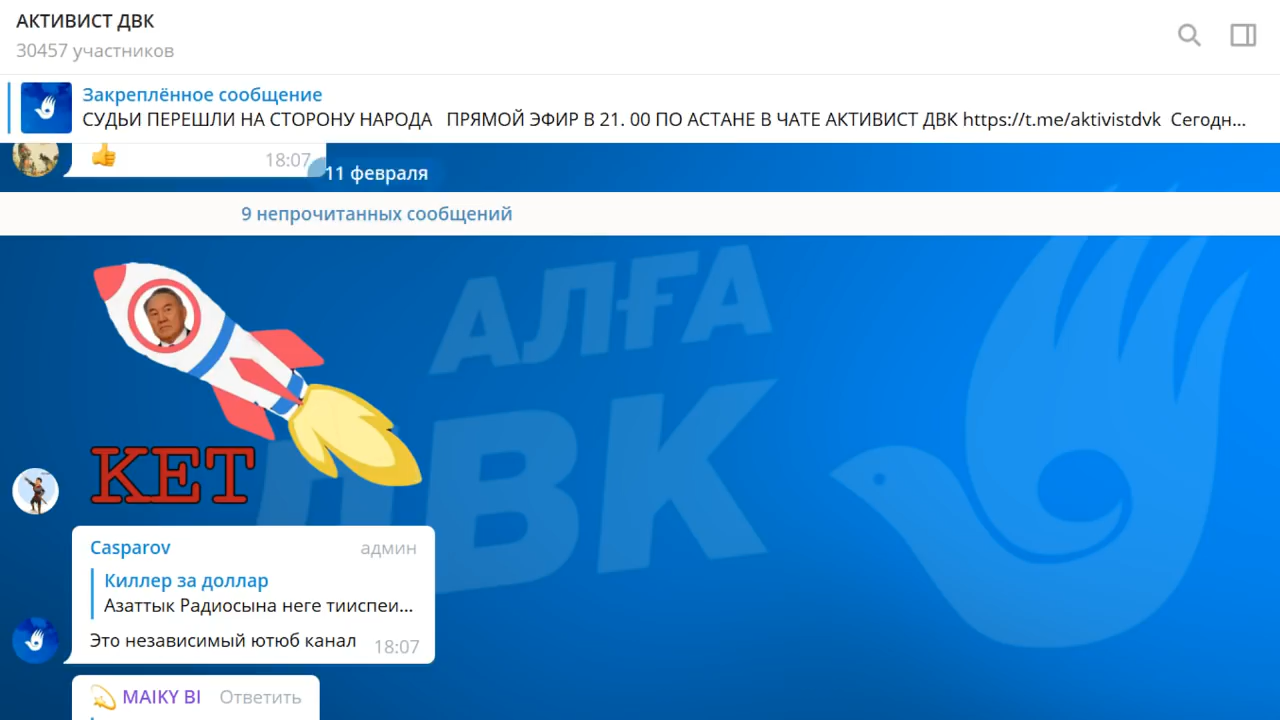 АКТИВИСТ ДВК
30457 участников
Закреплённое сообщение
СУДЬИ ПЕРЕШЛИ НА СТОРОНУ НАРОДА ПРЯМОЙ ЭФИР В 21. 00 ПО АСТАНЕ В ЧАТЕ АКТИВИСТ ДВК https://t.me/aktivistdvk Сегодн...
18:07
11 февраля
9 непрочитанных сообщений
АЛҒА
ДВК
КЕТ
Casparov админ
Киллер за доллар
Азаттык Радиосына неге тииспеи...
Это независимый ютюб канал 18:07
MAIKY BI Ответить